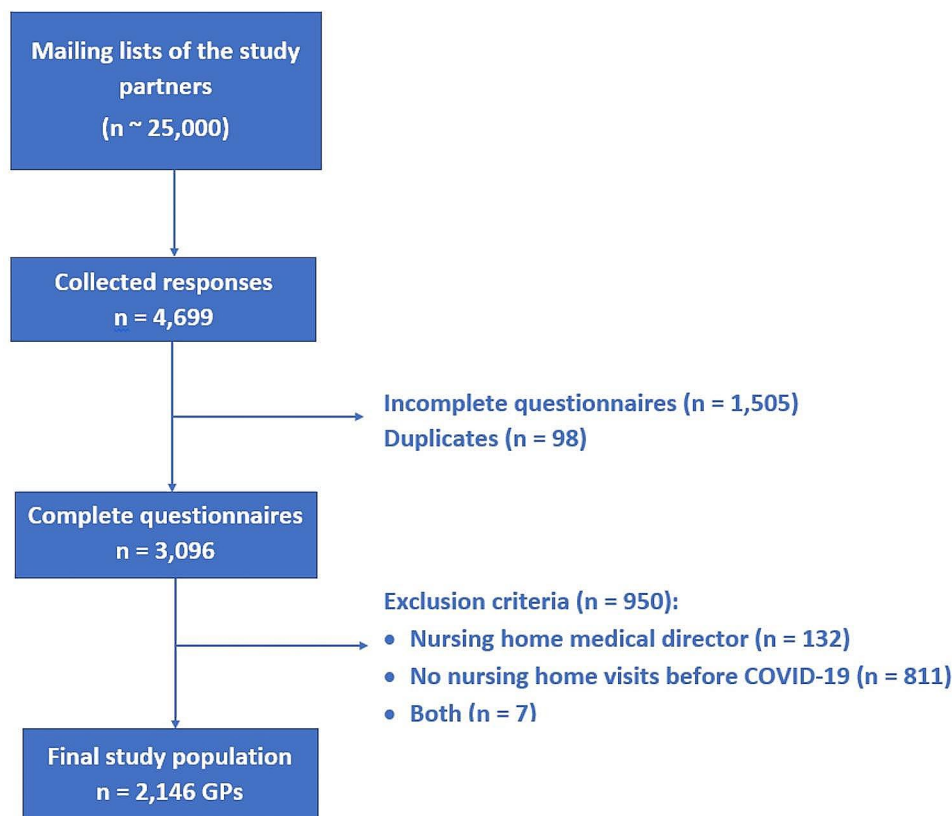 Mailing lists of the study
partners
(n ~ 25,000)
Collected responses
n = 4,699
Incomplete questionnaires (n = 1,505)
Duplicates (n = 98)
Complete questionnaires
n = 3,096
Exclusion criteria (n = 950):
• Nursing home medical director (n = 132)
• No nursing home visits before COVID-19 (n = 811)
• Both (n = 7)
Final study population
n = 2,146 GPs